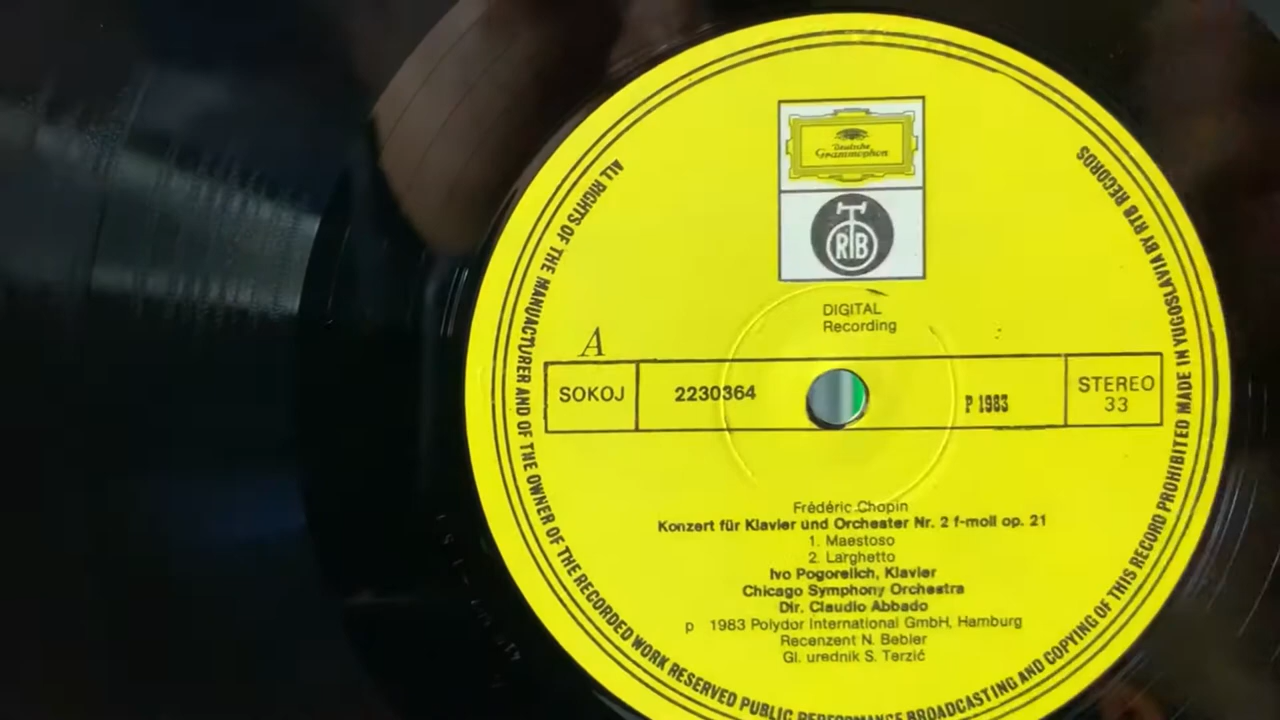 Deutsche
Grammophon
RTB
DIGITAL
Recording
A
SOKOJ
2230364
P 1983
STEREO
33
Frédéric Chopin
Konzert für Klavier und Orchester Nr. 2 f-moll op. 21
1. Maestoso
2. Larghetto
Ivo Pogorelich, Klavier
Chicago Symphony Orchestra
Dir. Claudio Abbado
p 1983 Polydor International GmbH, Hamburg
Recenzent N. Bebler
Gl. urednik S. Terzić
ALL RIGHTS OF THE MANUACTURER AND OF THE OWNER OF THE RECORDED WORK RESERVED PUBLIC PERFORMANCE BROADCASTING AND COPYING OF THIS RECORD PROHIBITED MADE IN YUGOSLAVIA BY RTB RECORDS